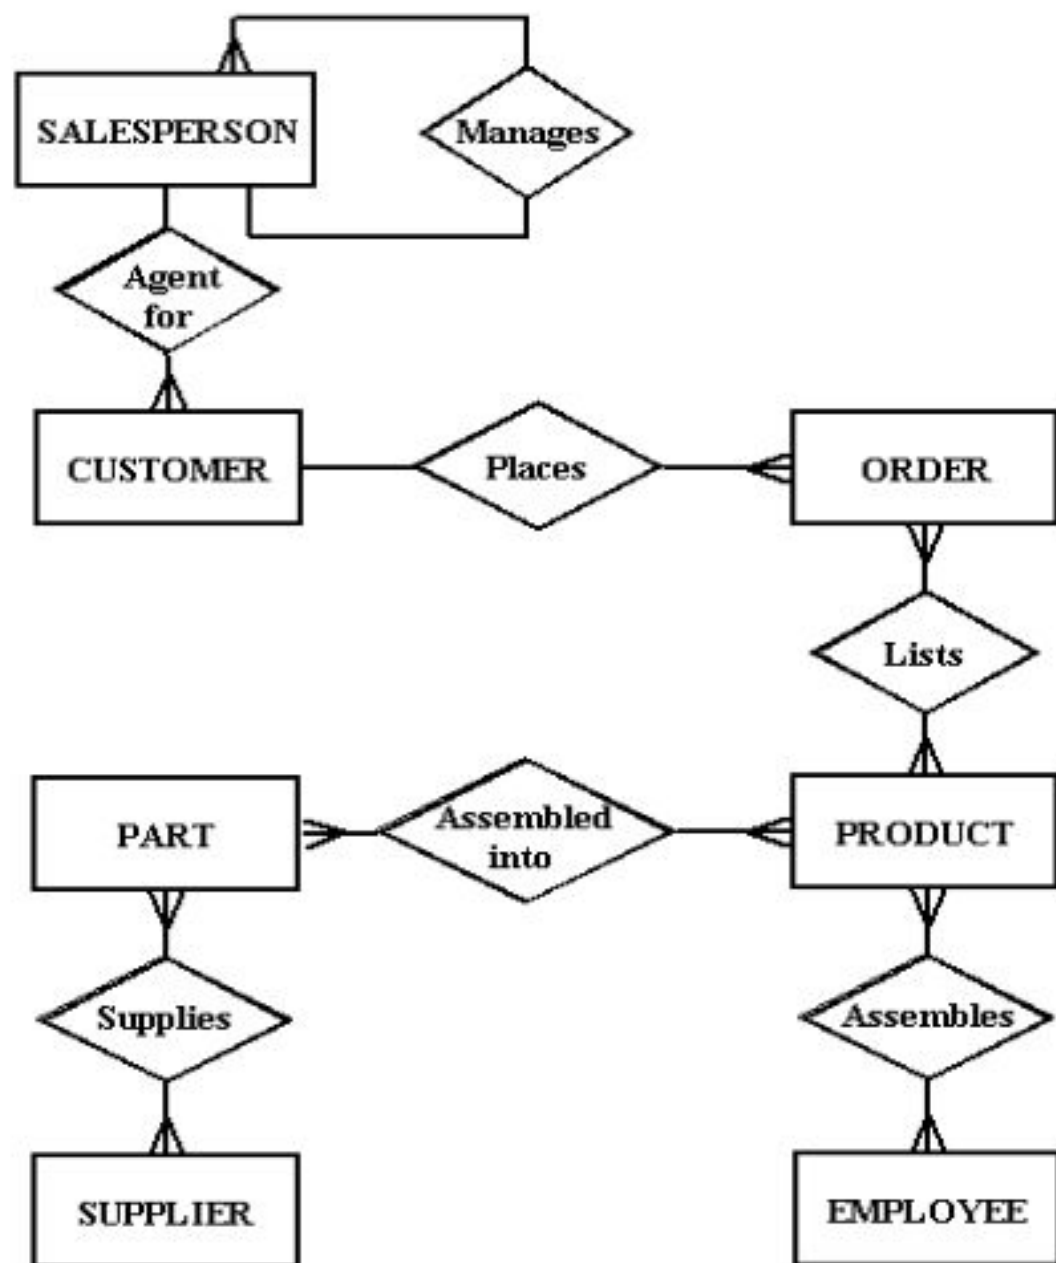 SALESPERSON
Manages
Agent
for
CUSTOMER
Places
ORDER
Lists
PART
Assembled
into
PRODUCT
Supplies
Assembles
SUPPLIER
EMPLOYEE